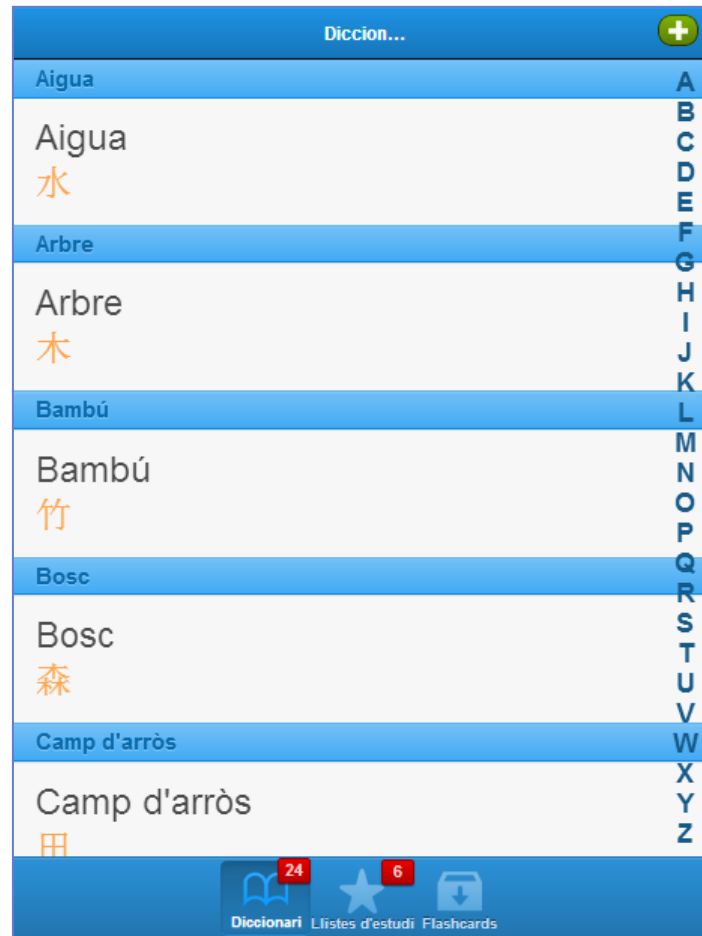 Diccion...
Aigua
Aigua
水
Arbre
Arbre
木
Bambú
Bambú
竹
Bosc
Bosc
森
Camp d'arròs
Camp d'arròs
田
A
B
C
D
E
F
G
H
I
J
K
L
M
N
O
P
Q
R
S
T
U
V
W
X
Y
Z
24
6
Diccionari Llistes d'estudi Flashcards